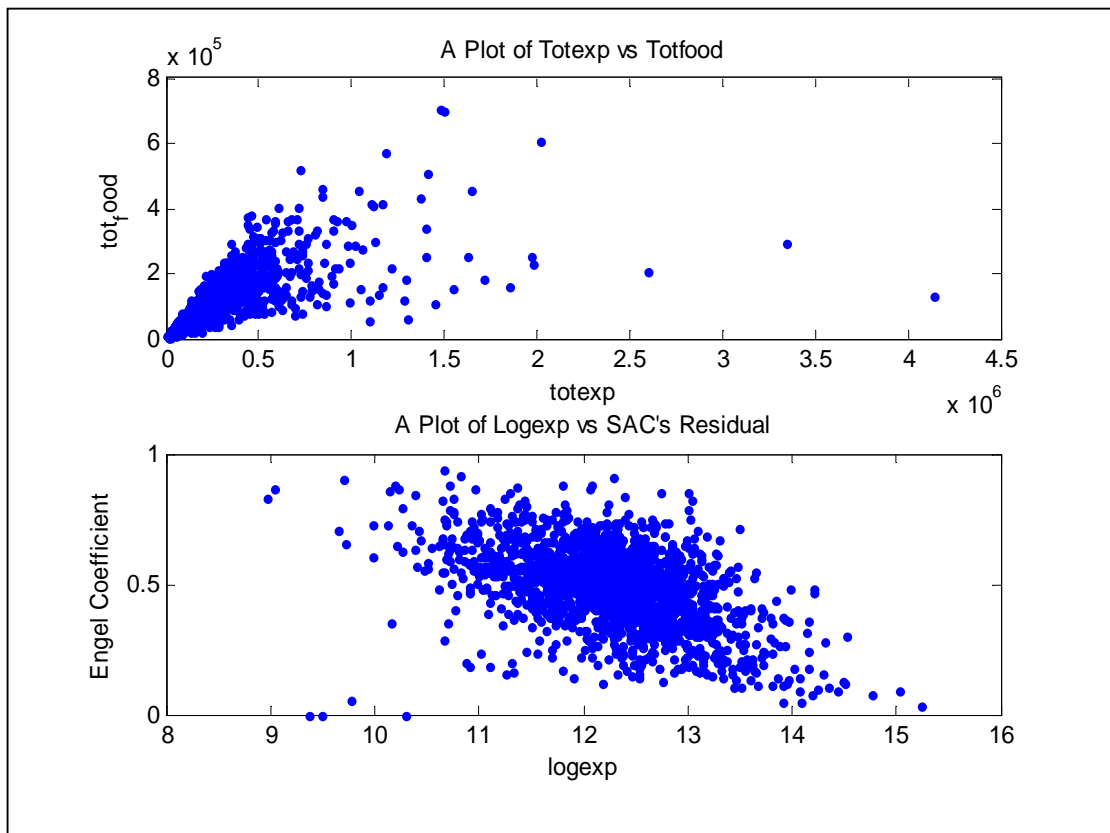 A Plot of Totexp vs Totfood
x 10^5
8
6
4
2
0
tot_food
0 0.5 1 1.5 2 2.5 3 3.5 4 4.5
totexp
x 10^6
A Plot of Logexp vs SAC's Residual
1
0.5
0
Engel Coefficient
8 9 10 11 12 13 14 15 16
logexp